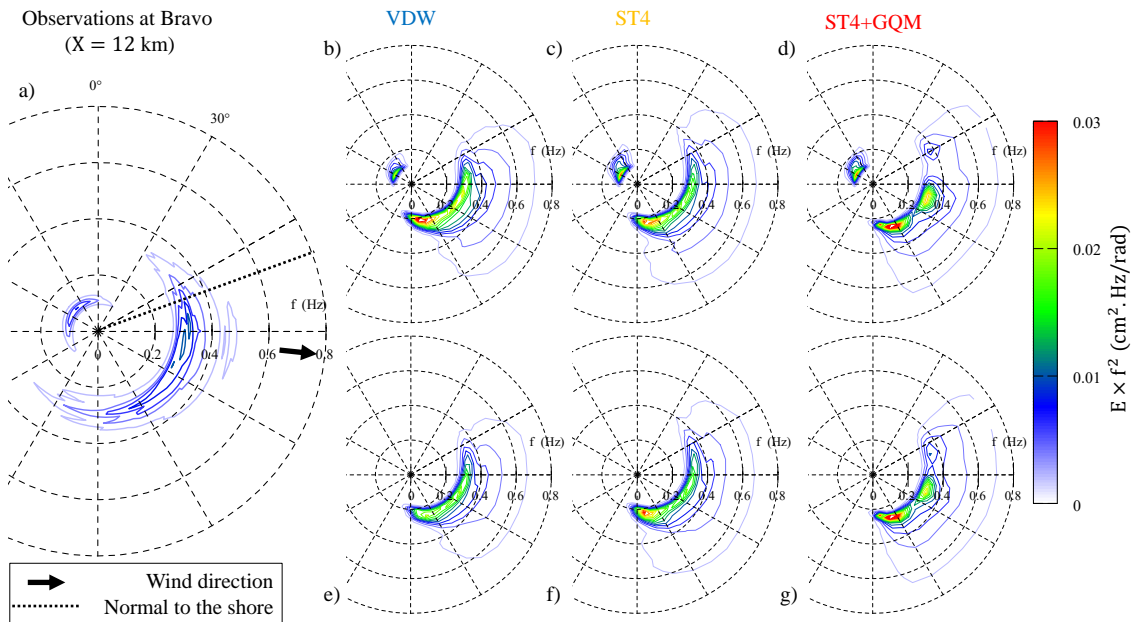 Observations at Bravo
(X = 12 km)
VDW
ST4
ST4+GQM
a)
0°
30°
f (Hz)
0
0.2
0.4
0.6
0.8
b)
f (Hz)
0
0.2
0.4
0.6
0.8
c)
f (Hz)
0
0.2
0.4
0.6
0.8
d)
f (Hz)
0
0.2
0.4
0.6
0.8
e)
f (Hz)
0
0.2
0.4
0.6
0.8
f)
f (Hz)
0
0.2
0.4
0.6
0.8
g)
f (Hz)
0
0.2
0.4
0.6
0.8
0.03
0.02
0.01
0
E × f² (cm². Hz/rad)
Wind direction
Normal to the shore